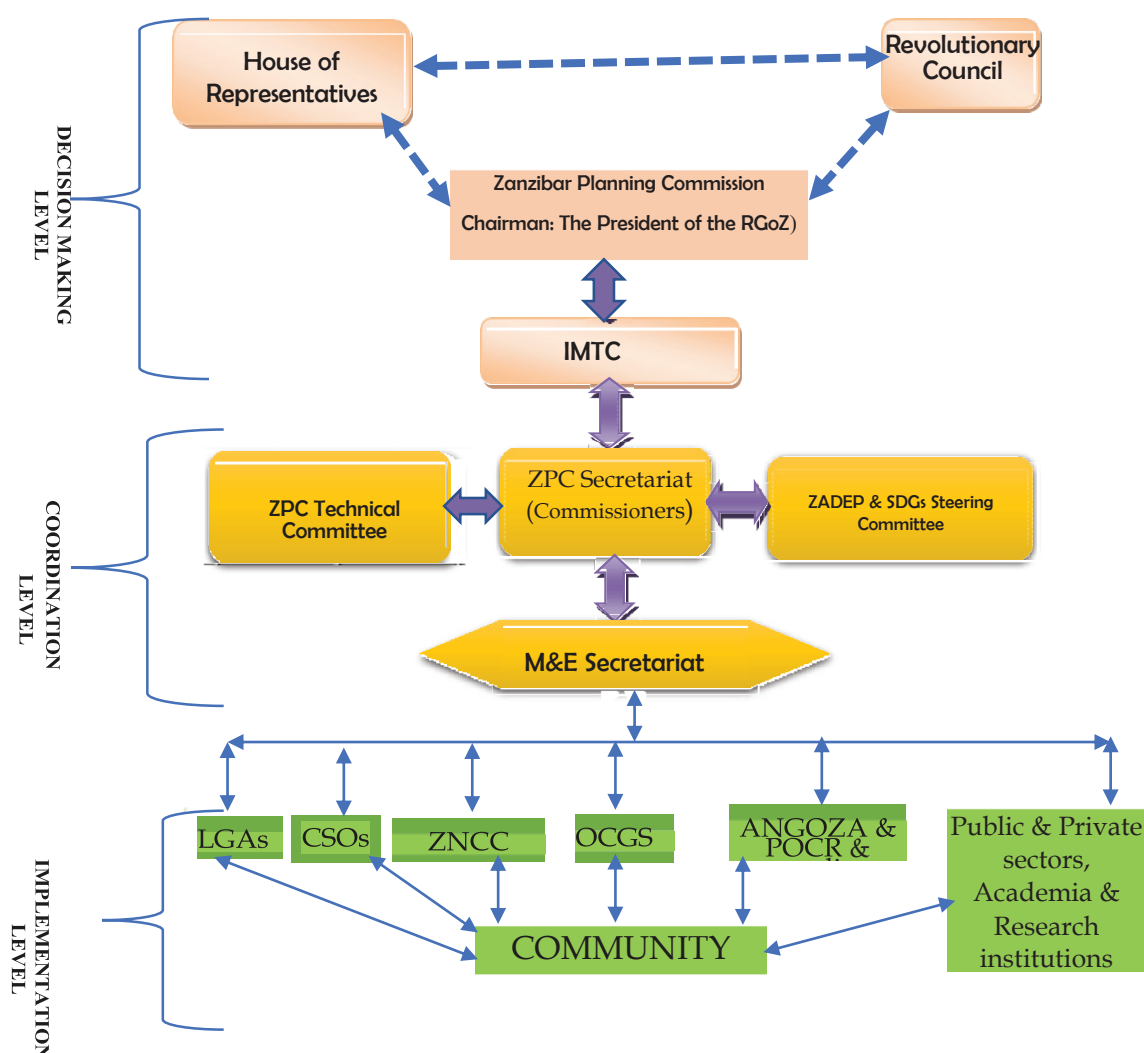 House of
Representatives
Revolutionary
Council
Zanzibar Planning Commission
Chairman: The President of the RGoZ)
IMTC
DECISION MAKING
LEVEL
ZPC Technical
Committee
ZPC Secretariat
(Commissioners)
ZADEP & SDGs Steering
Committee
M&E Secretariat
COORDINATION
LEVEL
LGAs
CSOs
ZNCC
OCGS
ANGOZA &
POCR &
Public & Private
sectors,
Academia &
Research
institutions
COMMUNITY
IMPLEMENTATION
LEVEL